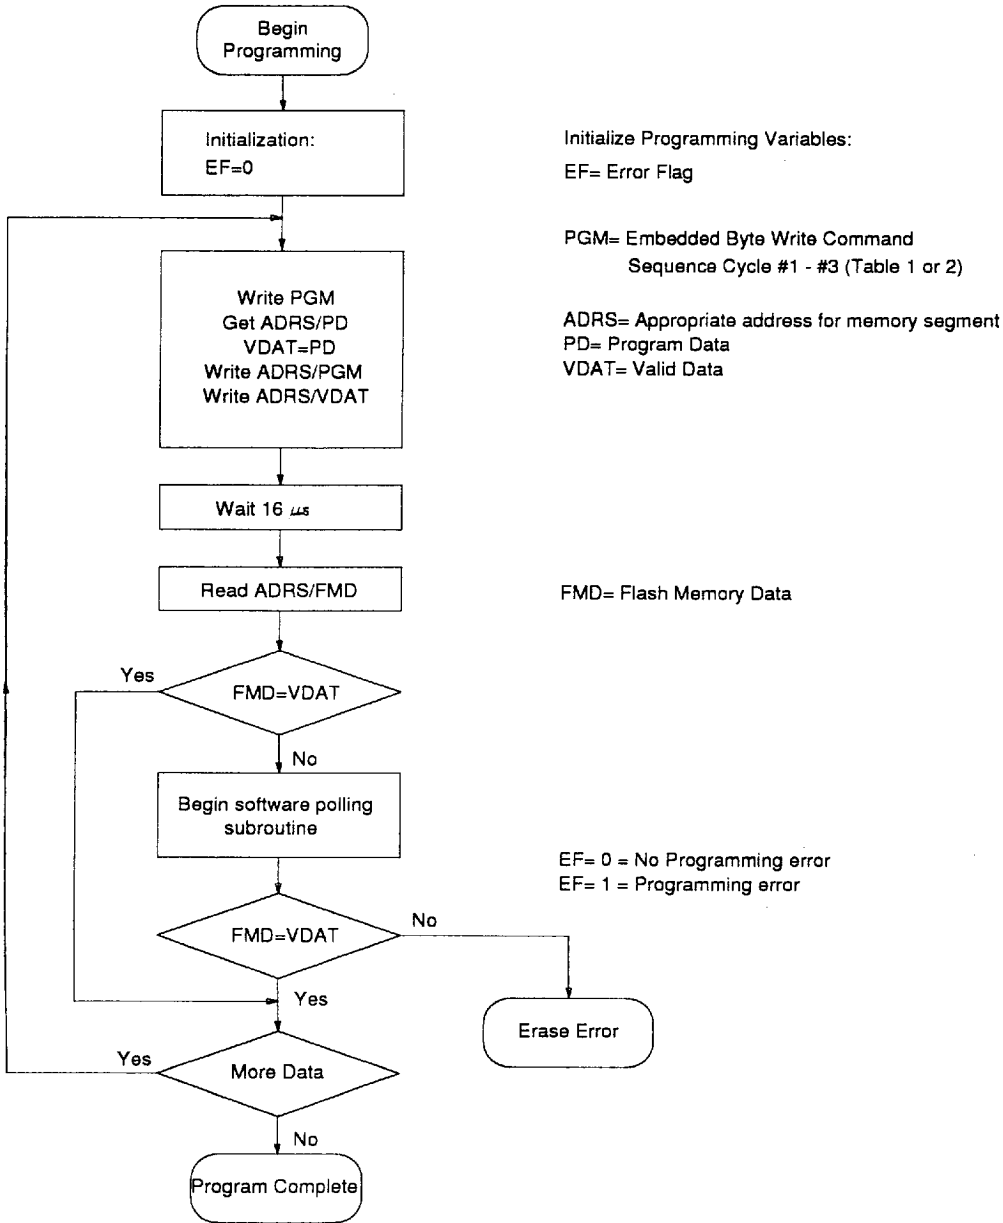 Begin
Programming
Initialization:
EF=0
Initialize Programming Variables:
EF= Error Flag
PGM= Embedded Byte Write Command
Sequence Cycle #1 - #3 (Table 1 or 2)
Write PGM
Get ADRS/PD
VDAT=PD
Write ADRS/PGM
Write ADRS/VDAT
ADRS= Appropriate address for memory segment
PD= Program Data
VDAT= Valid Data
Wait 16 µs
Read ADRS/FMD
FMD= Flash Memory Data
Yes
FMD=VDAT
No
Begin software polling
subroutine
EF= 0 = No Programming error
EF= 1 = Programming error
FMD=VDAT
No
Yes
Erase Error
Yes
More Data
No
Program Complete